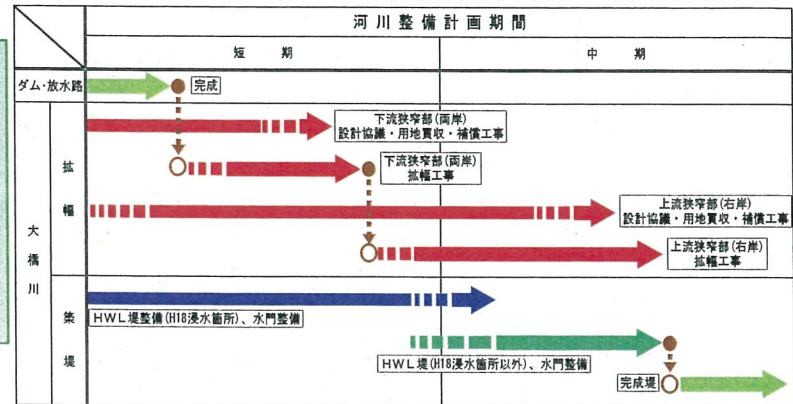 河川整備計画期間
短期
中期
ダム・放水路
完成
下流狭窄部(両岸)
設計協議・用地買収・補償工事
下流狭窄部(両岸)
拡幅工事
拡幅
上流狭窄部(右岸)
設計協議・用地買収・補償工事
大橋川
上流狭窄部(右岸)
拡幅工事
築堤
HWL堤整備(H18浸水箇所)、水門整備
HWL堤(H18浸水箇所以外)、水門整備
完成堤